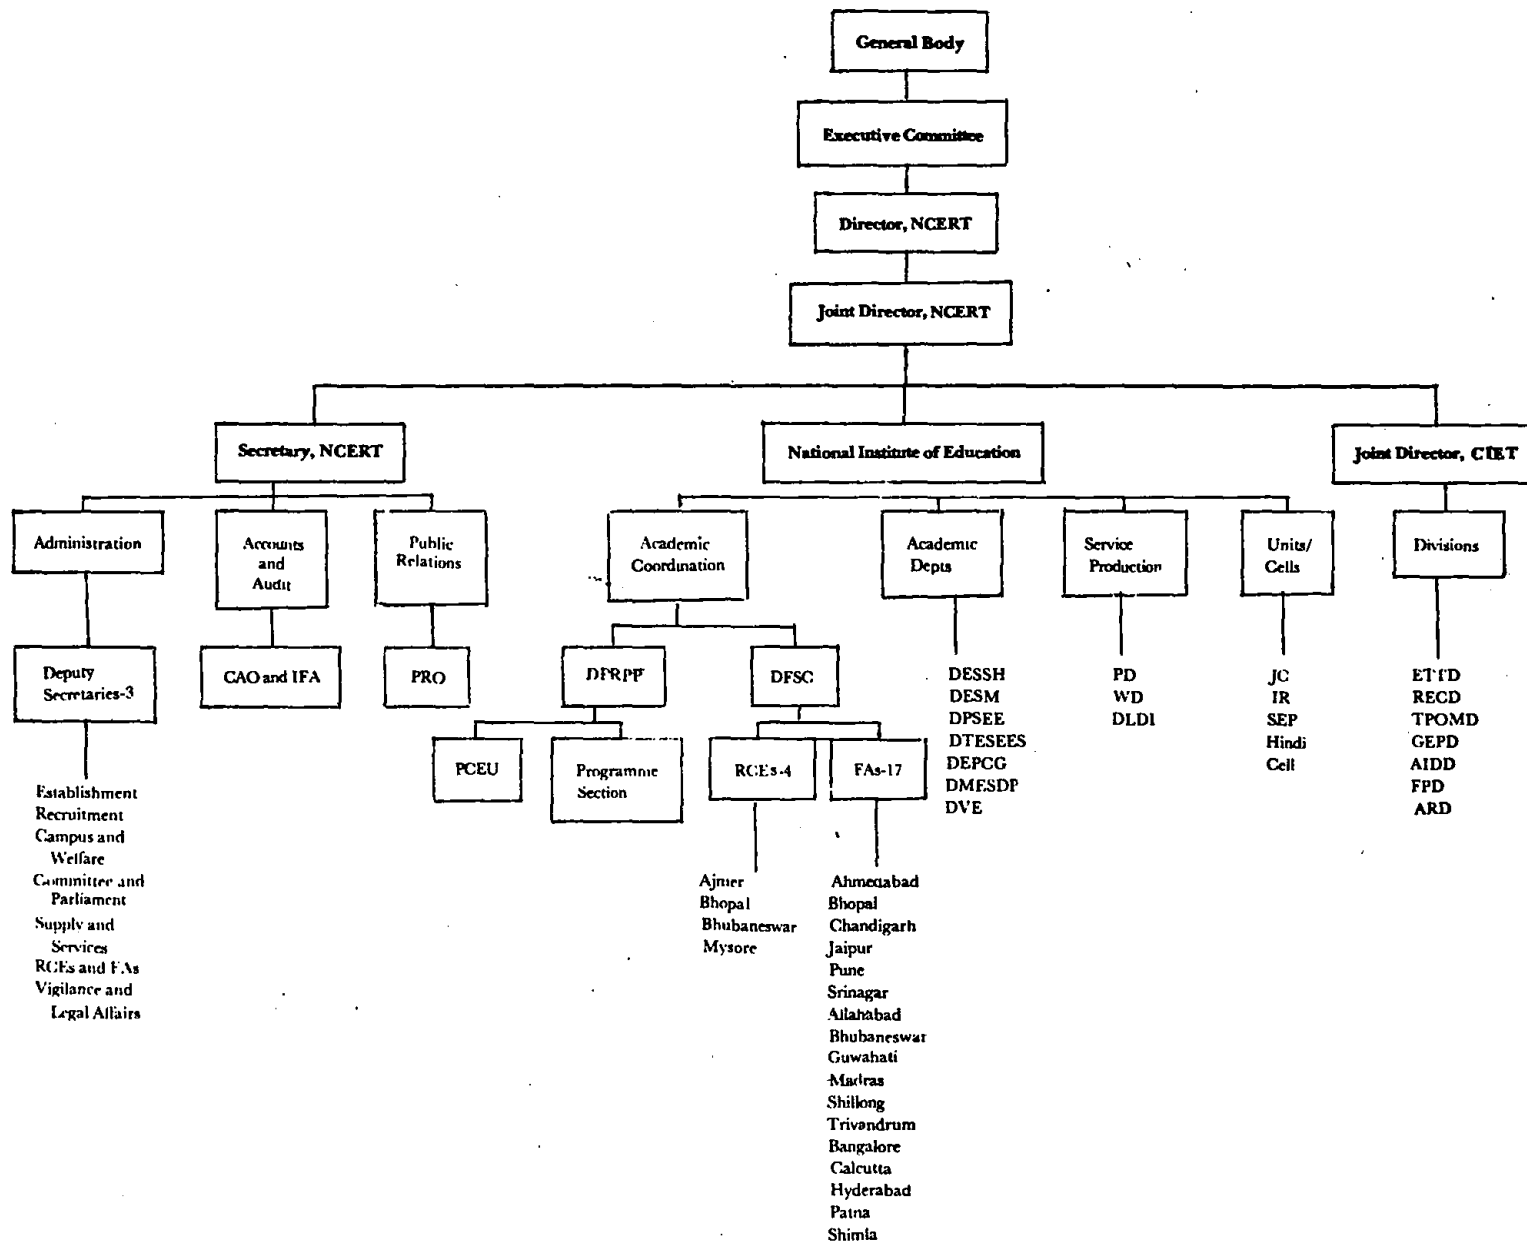 General Body
Executive Committee
Director, NCERT
Joint Director, NCERT
Secretary, NCERT
National Institute of Education
Joint Director, CIET
Administration
Accounts
and
Audit
Public
Relations
Academic
Coordination
Academic
Depts
Service
Production
Units/
Cells
Divisions
Deputy
Secretaries-3
CAO and IFA
PRO
DPRPP
DFSC
DESSH
DESM
DPSEE
DTESEES
DEPCG
DMESDP
DVE
PD
WD
DLDI
JC
IR
SEP
Hindi
Cell
RECD
TPOMD
GEPD
AIDD
FPD
ARD
PCEU
Programme
Section
RCEs-4
FAs-17
Establishment
Recruitment
Campus and
Welfare
Committee and
Parliament
Supply and
Services
RCEs and FAs
Vigilance and
Legal Affairs
Ajmer
Bhopal
Bhubaneswar
Mysore
Ahmedabad
Bhopal
Chandigarh
Jaipur
Pune
Srinagar
Allahabad
Bhubaneswar
Guwahati
Madras
Shillong
Trivandrum
Bangalore
Calcutta
Hyderabad
Patna
Shimla